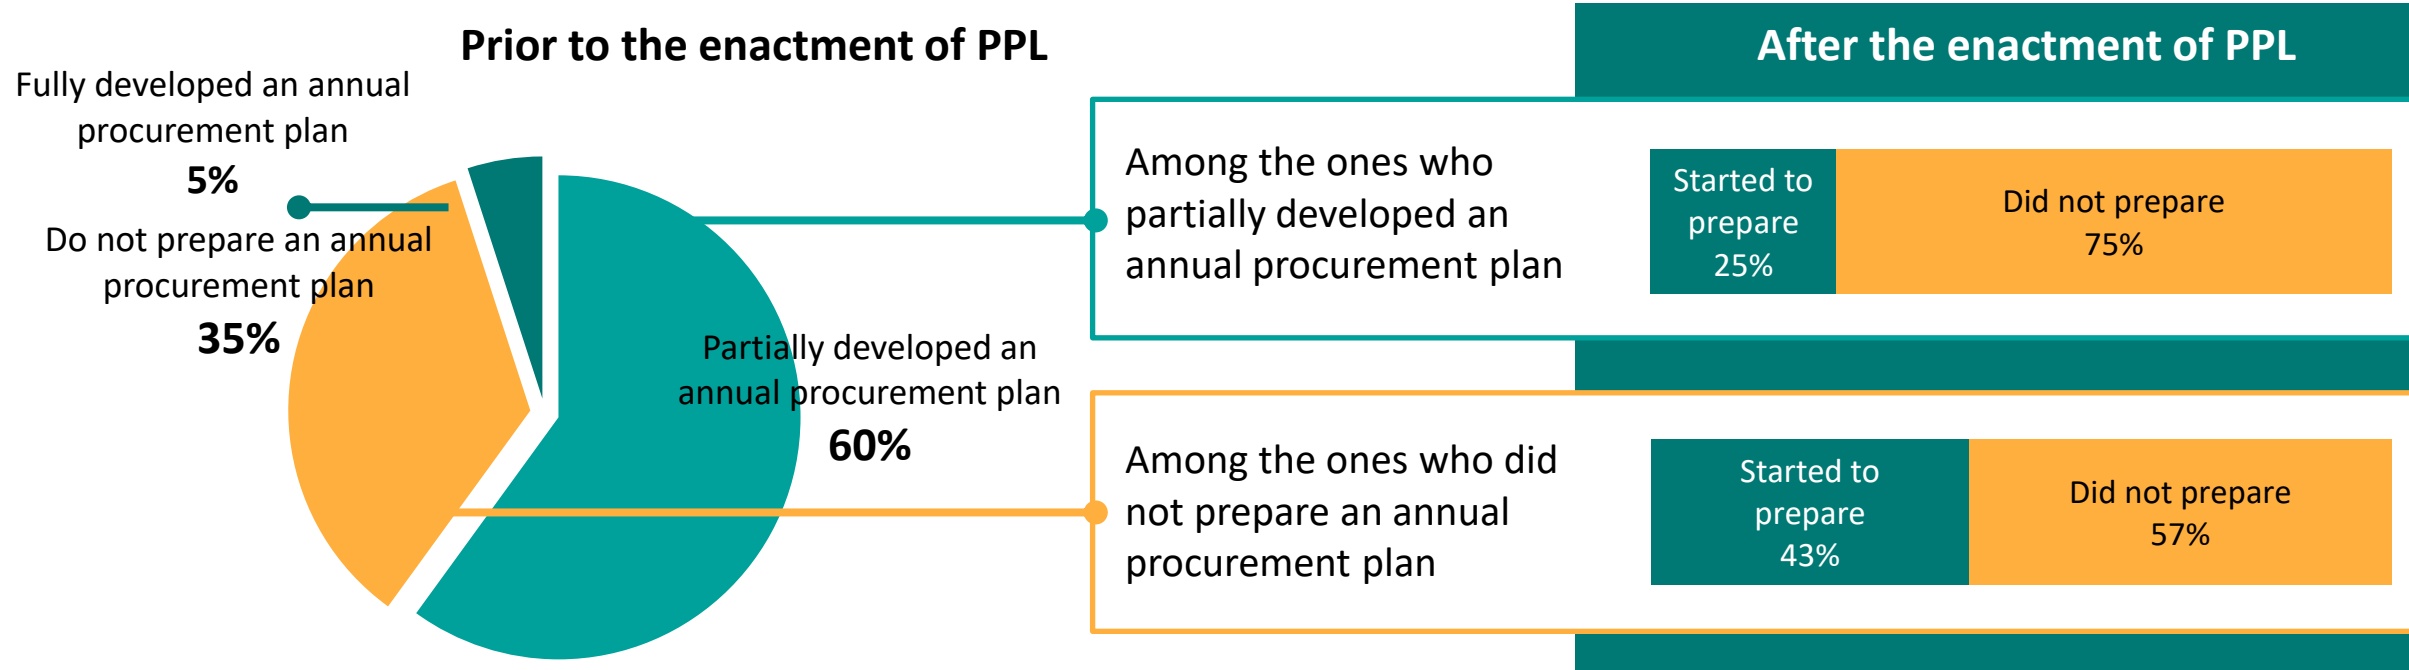 Prior to the enactment of PPL
Fully developed an annual
procurement plan
5%
Do not prepare an annual
procurement plan
35%
Partially developed an
annual procurement plan
60%
After the enactment of PPL
Among the ones who
partially developed an
annual procurement plan
Started to
prepare
25%
Did not prepare
75%
Among the ones who did
not prepare an annual
procurement plan
Started to
prepare
43%
Did not prepare
57%